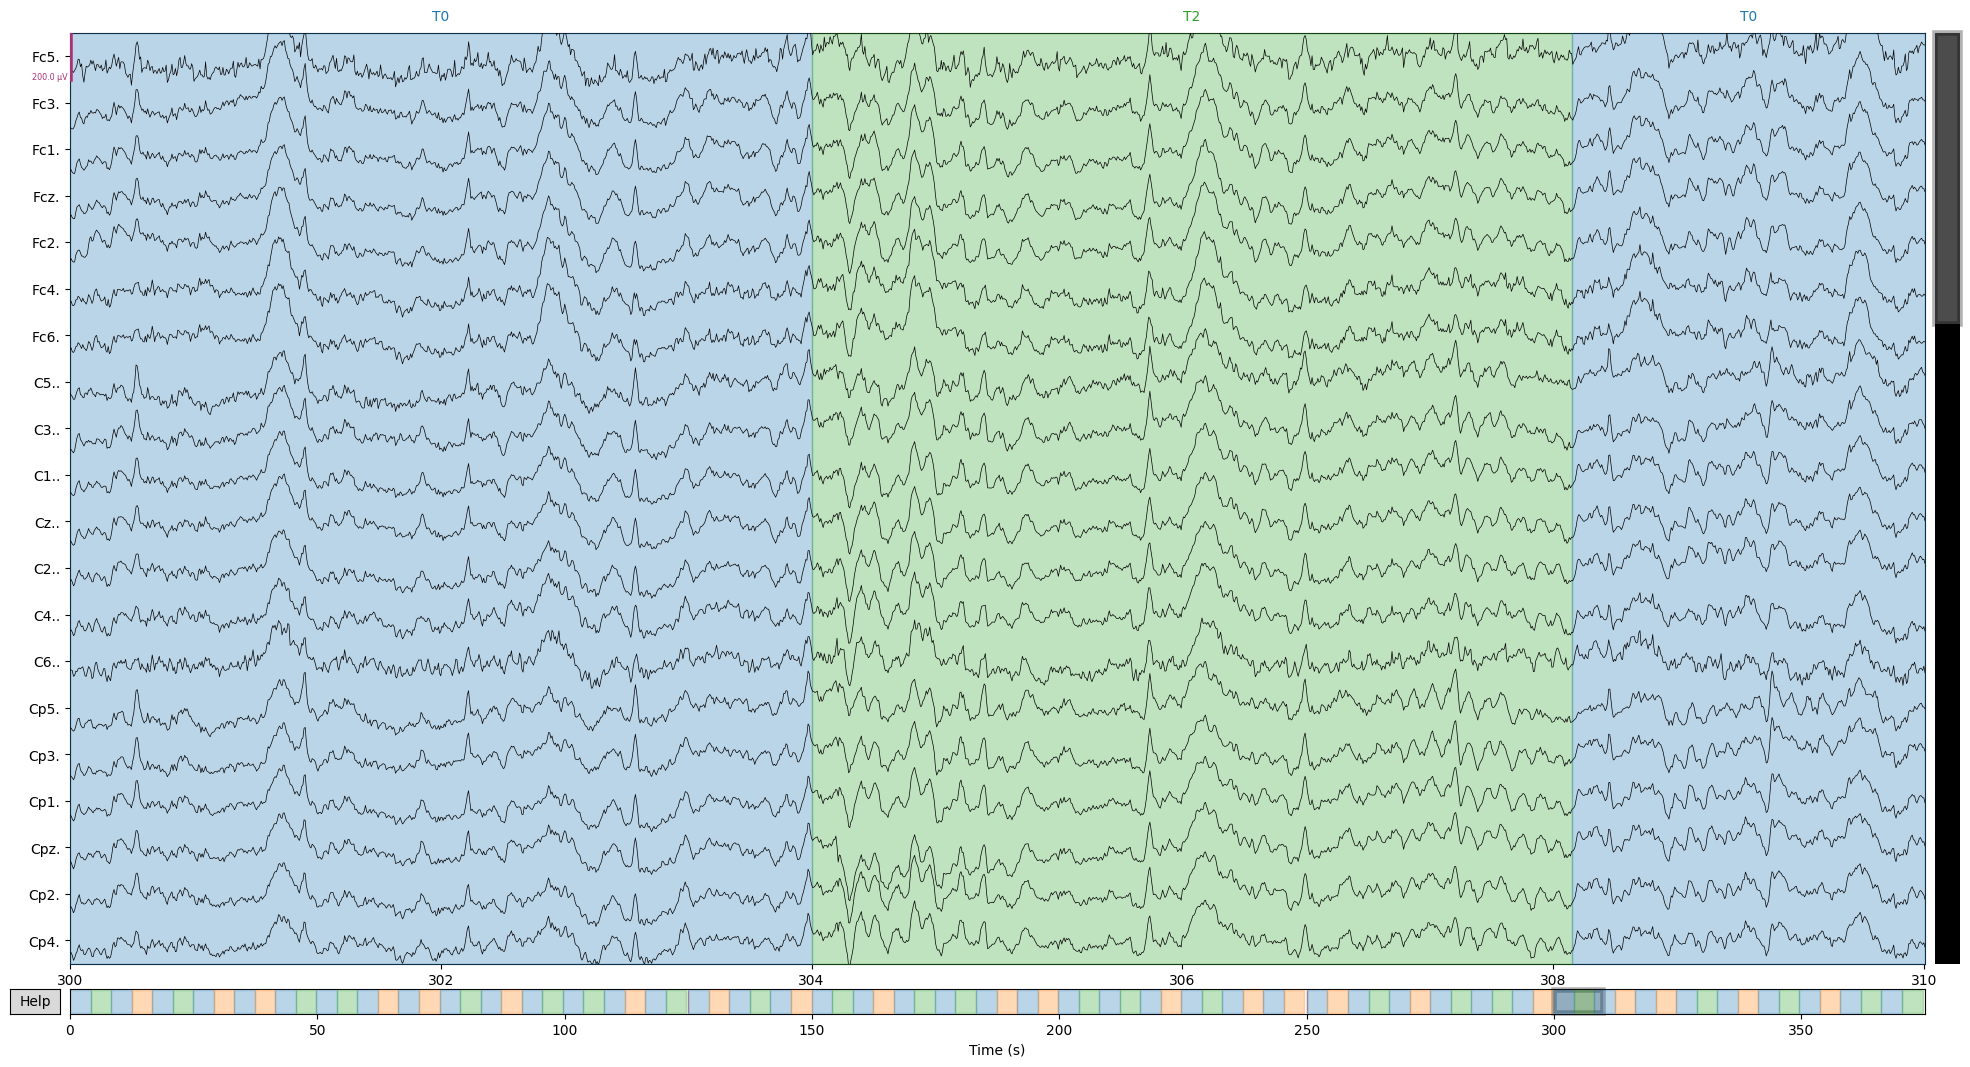 T0 T2 T0
Fc5.
200.0 µV
Fc3.
Fc1.
Fcz.
Fc2.
Fc4.
Fc6.
C5..
C3..
C1..
Cz..
C2..
C4..
C6..
Cp5.
Cp3.
Cp1.
Cpz.
Cp2.
Cp4.
300 302 304 306 308 310
Help
0 50 100 150 200 250 300 350
Time (s)